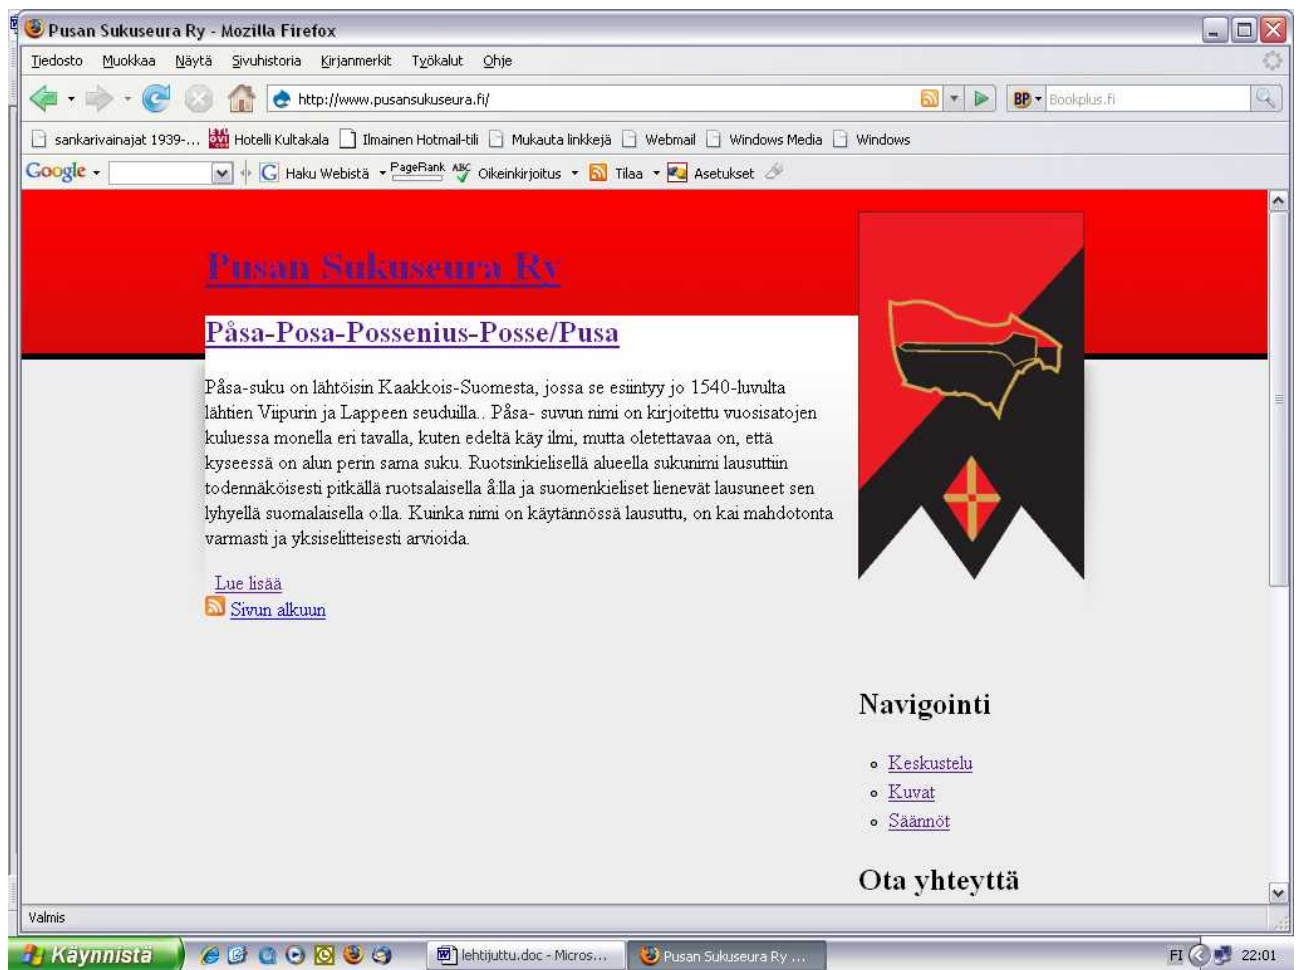 Pusan Sukuseura Ry - Mozilla Firefox
Tiedosto Muokkaa Näytä Sivuhistoria Kirjanmerkit Työkalut Ohje
http://www.pusansukuseura.fi/ BP Bookplus.fi
sankarivainajat 1939-... Hotelli Kultakala Ilmainen Hotmail-tili Mukauta linkkejä Webmail Windows Media Windows
Google G Haku Webistä PageRank ABC Oikeinkirjoitus Tilaa Asetukset
Pusan Sukuseura Ry
Påsa-Posa-Possenius-Posse/Pusa
Påsa-suku on lähtöisin Kaakkois-Suomesta, jossa se esiintyy jo 1540-luvulta
lähtien Viipurin ja Lappeen seuduilla.. Påsa- suvun nimi on kirjoitettu vuosisatojen
kuluessa monella eri tavalla, kuten edeltä käy ilmi, mutta oletettavaa on, että
kyseessä on alun perin sama suku. Ruotsinkielisellä alueella sukunimi lausuttiin
todennäköisesti pitkällä ruotsalaisella å:lla ja suomenkieliset lienevät lausuneet sen
lyhyellä suomalaisella o:lla. Kuinka nimi on käytännössä lausuttu, on kai mahdotonta
varmasti ja yksiselitteisesti arvioida.
Lue lisää
Sivun alkuun
Navigointi
Keskustelu
Kuvat
Säännöt
Ota yhteyttä
Valmis
Käynnistä lehtijuttu.doc - Micros... Pusan Sukuseura Ry ... FI 22:01